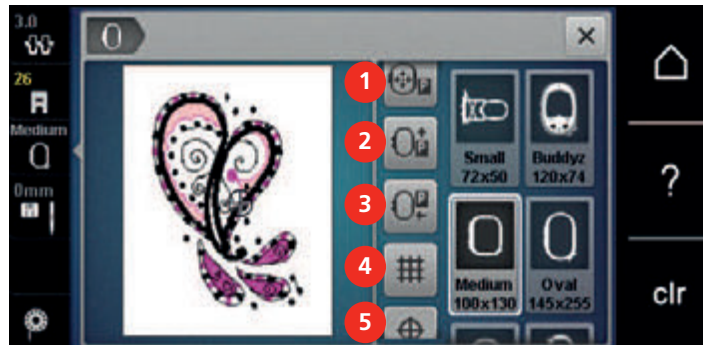 3.0
26
Medium
0mm
1
2
3
4
5
Small
72x50
Buddyz
120x74
Medium
100x130
Oval
145x255
?
clr